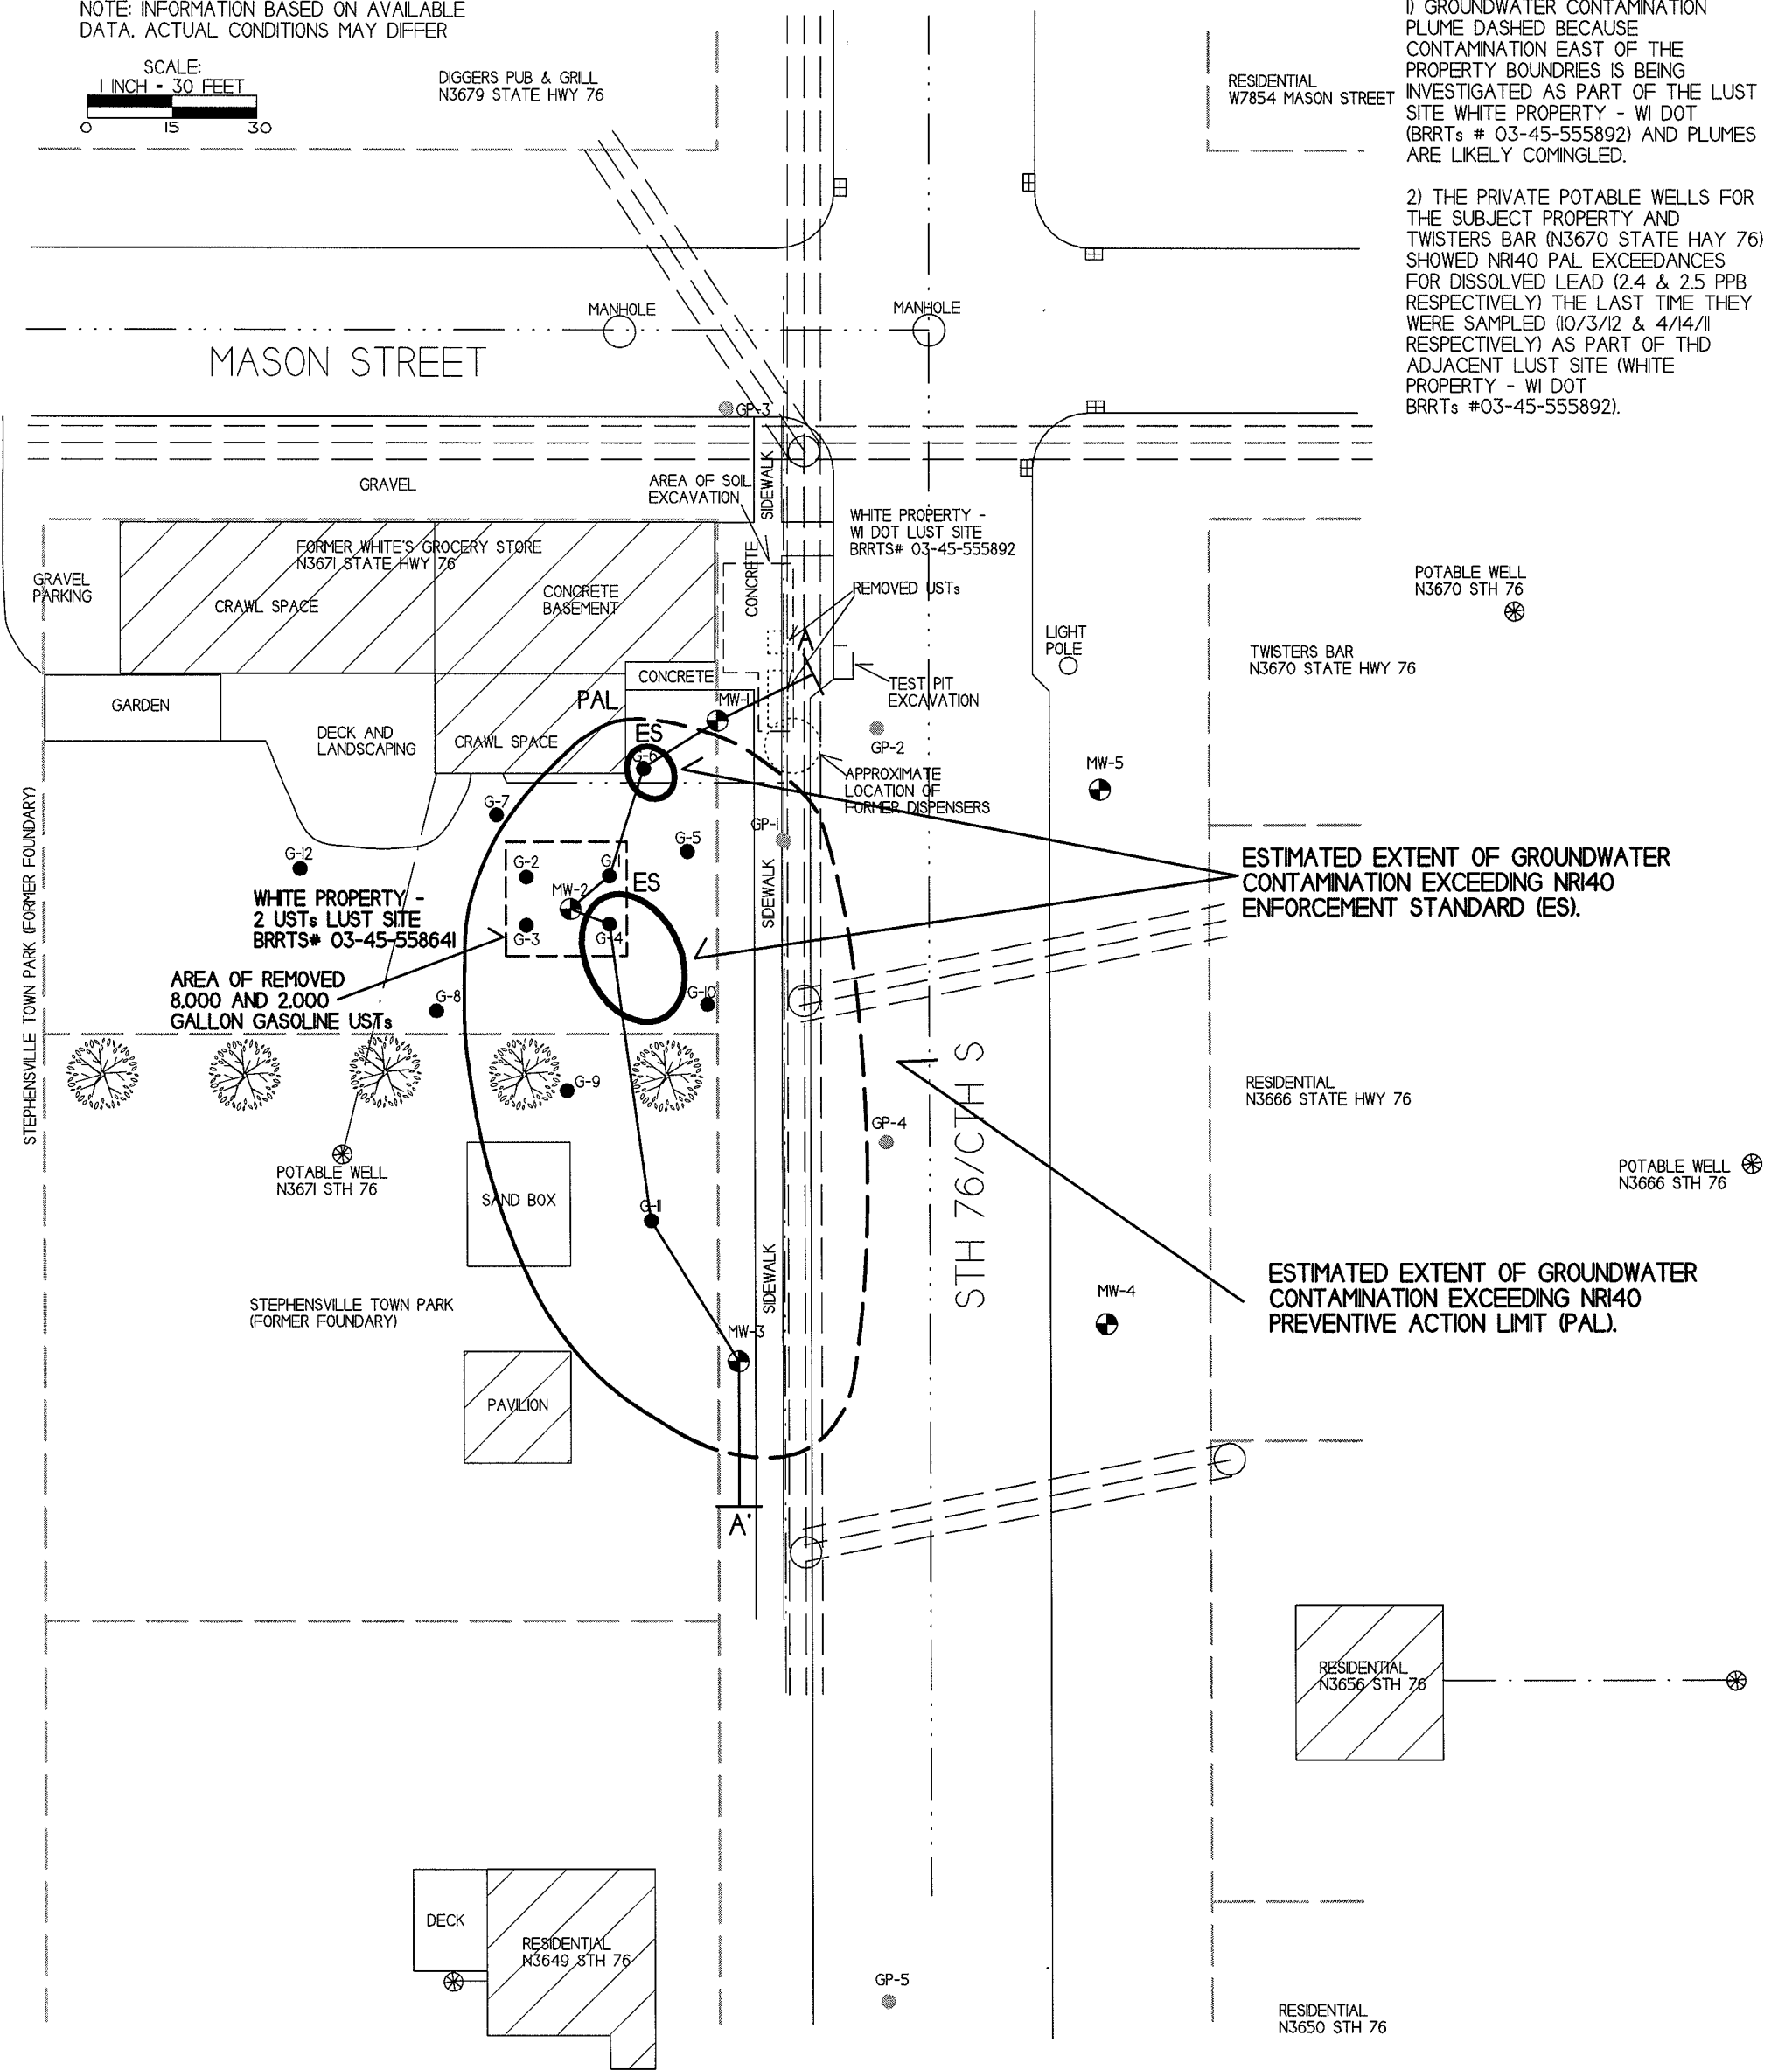 NOTE: INFORMATION BASED ON AVAILABLE
DATA. ACTUAL CONDITIONS MAY DIFFER
SCALE:
1 INCH = 30 FEET
0 15 30
DIGGERS PUB & GRILL
N3679 STATE HWY 76
RESIDENTIAL
W7854 MASON STREET
1) GROUNDWATER CONTAMINATION
PLUME DASHED BECAUSE
CONTAMINATION EAST OF THE
PROPERTY BOUNDRIES IS BEING
INVESTIGATED AS PART OF THE LUST
SITE WHITE PROPERTY - WI DOT
(BRRTs # 03-45-555892) AND PLUMES
ARE LIKELY COMINGLED.
2) THE PRIVATE POTABLE WELLS FOR
THE SUBJECT PROPERTY AND
TWISTERS BAR (N3670 STATE HAY 76)
SHOWED NR140 PAL EXCEEDANCES
FOR DISSOLVED LEAD (2.4 & 2.5 PPB
RESPECTIVELY) THE LAST TIME THEY
WERE SAMPLED (10/3/12 & 4/14/11
RESPECTIVELY) AS PART OF THD
ADJACENT LUST SITE (WHITE
PROPERTY - WI DOT
BRRTs #03-45-555892).
MANHOLE
MANHOLE
MASON STREET
GP-3
GRAVEL
AREA OF SOIL
EXCAVATION
SIDEWALK
WHITE PROPERTY -
WI DOT LUST SITE
BRRTS# 03-45-555892
FORMER WHITE'S GROCERY STORE
N3671 STATE HWY 76
GRAVEL
PARKING
CRAWL SPACE
CONCRETE
BASEMENT
CONCRETE
REMOVED USTs
POTABLE WELL
N3670 STH 76
LIGHT
POLE
TWISTERS BAR
N3670 STATE HWY 76
A
CONCRETE
TEST PIT
EXCAVATION
GARDEN
PAL
MW-1
DECK AND
LANDSCAPING
CRAWL SPACE
ES
G-6
GP-2
MW-5
APPROXIMATE
LOCATION OF
FORMER DISPENSERS
G-7
GP-1
G-5
G-12
G-2
G-1
ES
MW-2
G-3
G-4
SIDEWALK
STEPHENSVILLE TOWN PARK (FORMER FOUNDARY)
WHITE PROPERTY -
2 USTs LUST SITE
BRRTS# 03-45-558641
ESTIMATED EXTENT OF GROUNDWATER
CONTAMINATION EXCEEDING NR140
ENFORCEMENT STANDARD (ES).
AREA OF REMOVED
8,000 AND 2,000
GALLON GASOLINE USTs
G-8
G-10
G-9
STH 76/CTH S
RESIDENTIAL
N3666 STATE HWY 76
GP-4
POTABLE WELL
N3671 STH 76
POTABLE WELL
N3666 STH 76
SAND BOX
G-11
SIDEWALK
ESTIMATED EXTENT OF GROUNDWATER
CONTAMINATION EXCEEDING NR140
PREVENTIVE ACTION LIMIT (PAL).
STEPHENSVILLE TOWN PARK
(FORMER FOUNDARY)
MW-4
MW-3
PAVILION
A'
RESIDENTIAL
N3656 STH 76
DECK
RESIDENTIAL
N3649 STH 76
GP-5
RESIDENTIAL
N3650 STH 76